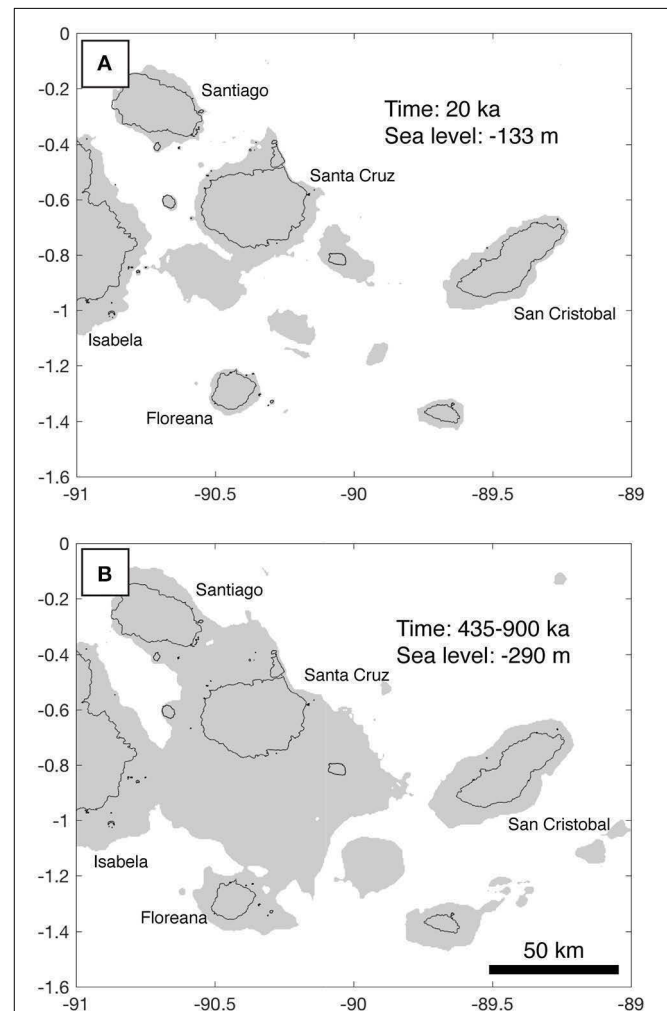 A
0
-0.2
-0.4
-0.6
-0.8
-1
-1.2
-1.4
-1.6
Santiago
Time: 20 ka
Sea level: -133 m
Santa Cruz
San Cristobal
Isabela
Floreana
-91
-90.5
-90
-89.5
-89
B
0
-0.2
-0.4
-0.6
-0.8
-1
-1.2
-1.4
-1.6
Santiago
Time: 435-900 ka
Sea level: -290 m
Santa Cruz
San Cristobal
Isabela
Floreana
50 km
-91
-90.5
-90
-89.5
-89